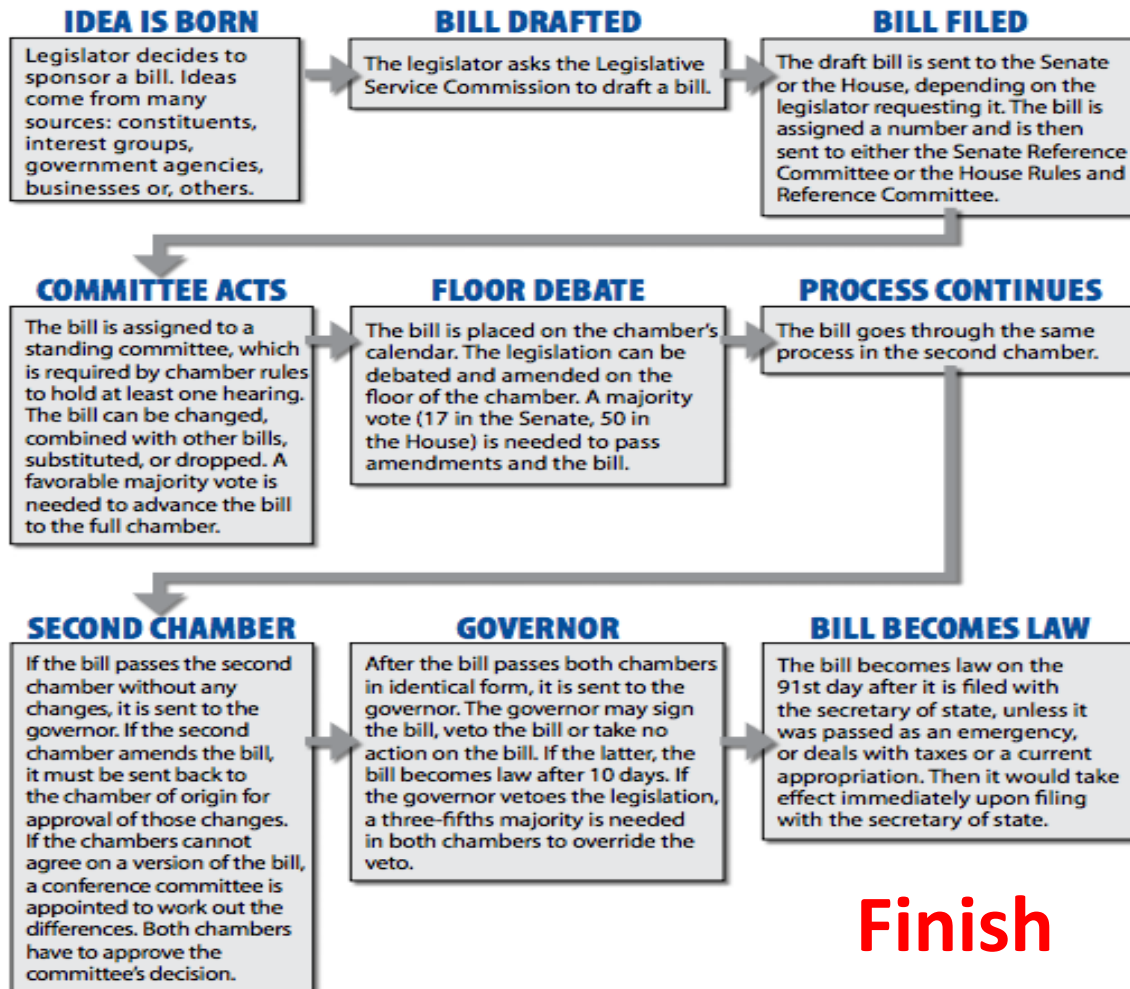 IDEA IS BORN
Legislator decides to
sponsor a bill. Ideas
come from many
sources: constituents,
interest groups,
government agencies,
businesses or, others.
BILL DRAFTED
The legislator asks the Legislative
Service Commission to draft a bill.
BILL FILED
The draft bill is sent to the Senate
or the House, depending on the
legislator requesting it. The bill is
assigned a number and is then
sent to either the Senate Reference
Committee or the House Rules and
Reference Committee.
COMMITTEE ACTS
The bill is assigned to a
standing committee, which
is required by chamber rules
to hold at least one hearing.
The bill can be changed,
combined with other bills,
substituted, or dropped. A
favorable majority vote is
needed to advance the bill
to the full chamber.
FLOOR DEBATE
The bill is placed on the chamber's
calendar. The legislation can be
debated and amended on the
floor of the chamber. A majority
vote (17 in the Senate, 50 in
the House) is needed to pass
amendments and the bill.
PROCESS CONTINUES
The bill goes through the same
process in the second chamber.
SECOND CHAMBER
If the bill passes the second
chamber without any
changes, it is sent to the
governor. If the second
chamber amends the bill,
it must be sent back to
the chamber of origin for
approval of those changes.
If the chambers cannot
agree on a version of the bill,
a conference committee is
appointed to work out the
differences. Both chambers
have to approve the
committee's decision.
GOVERNOR
After the bill passes both chambers
in identical form, it is sent to the
governor. The governor may sign
the bill, veto the bill or take no
action on the bill. If the latter, the
bill becomes law after 10 days. If
the governor vetoes the legislation,
a three-fifths majority is needed
in both chambers to override the
veto.
BILL BECOMES LAW
The bill becomes law on the
91st day after it is filed with
the secretary of state, unless it
was passed as an emergency,
or deals with taxes or a current
appropriation. Then it would take
effect immediately upon filing
with the secretary of state.
Finish